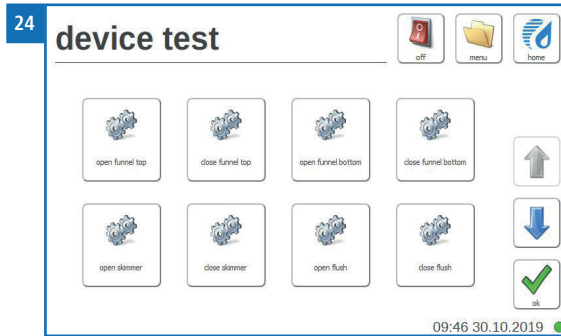 24
device test
off
menu
home
open funnel top
close funnel top
open funnel bottom
close funnel bottom
open skimmer
close skimmer
open flush
close flush
ok
09:46 30.10.2019